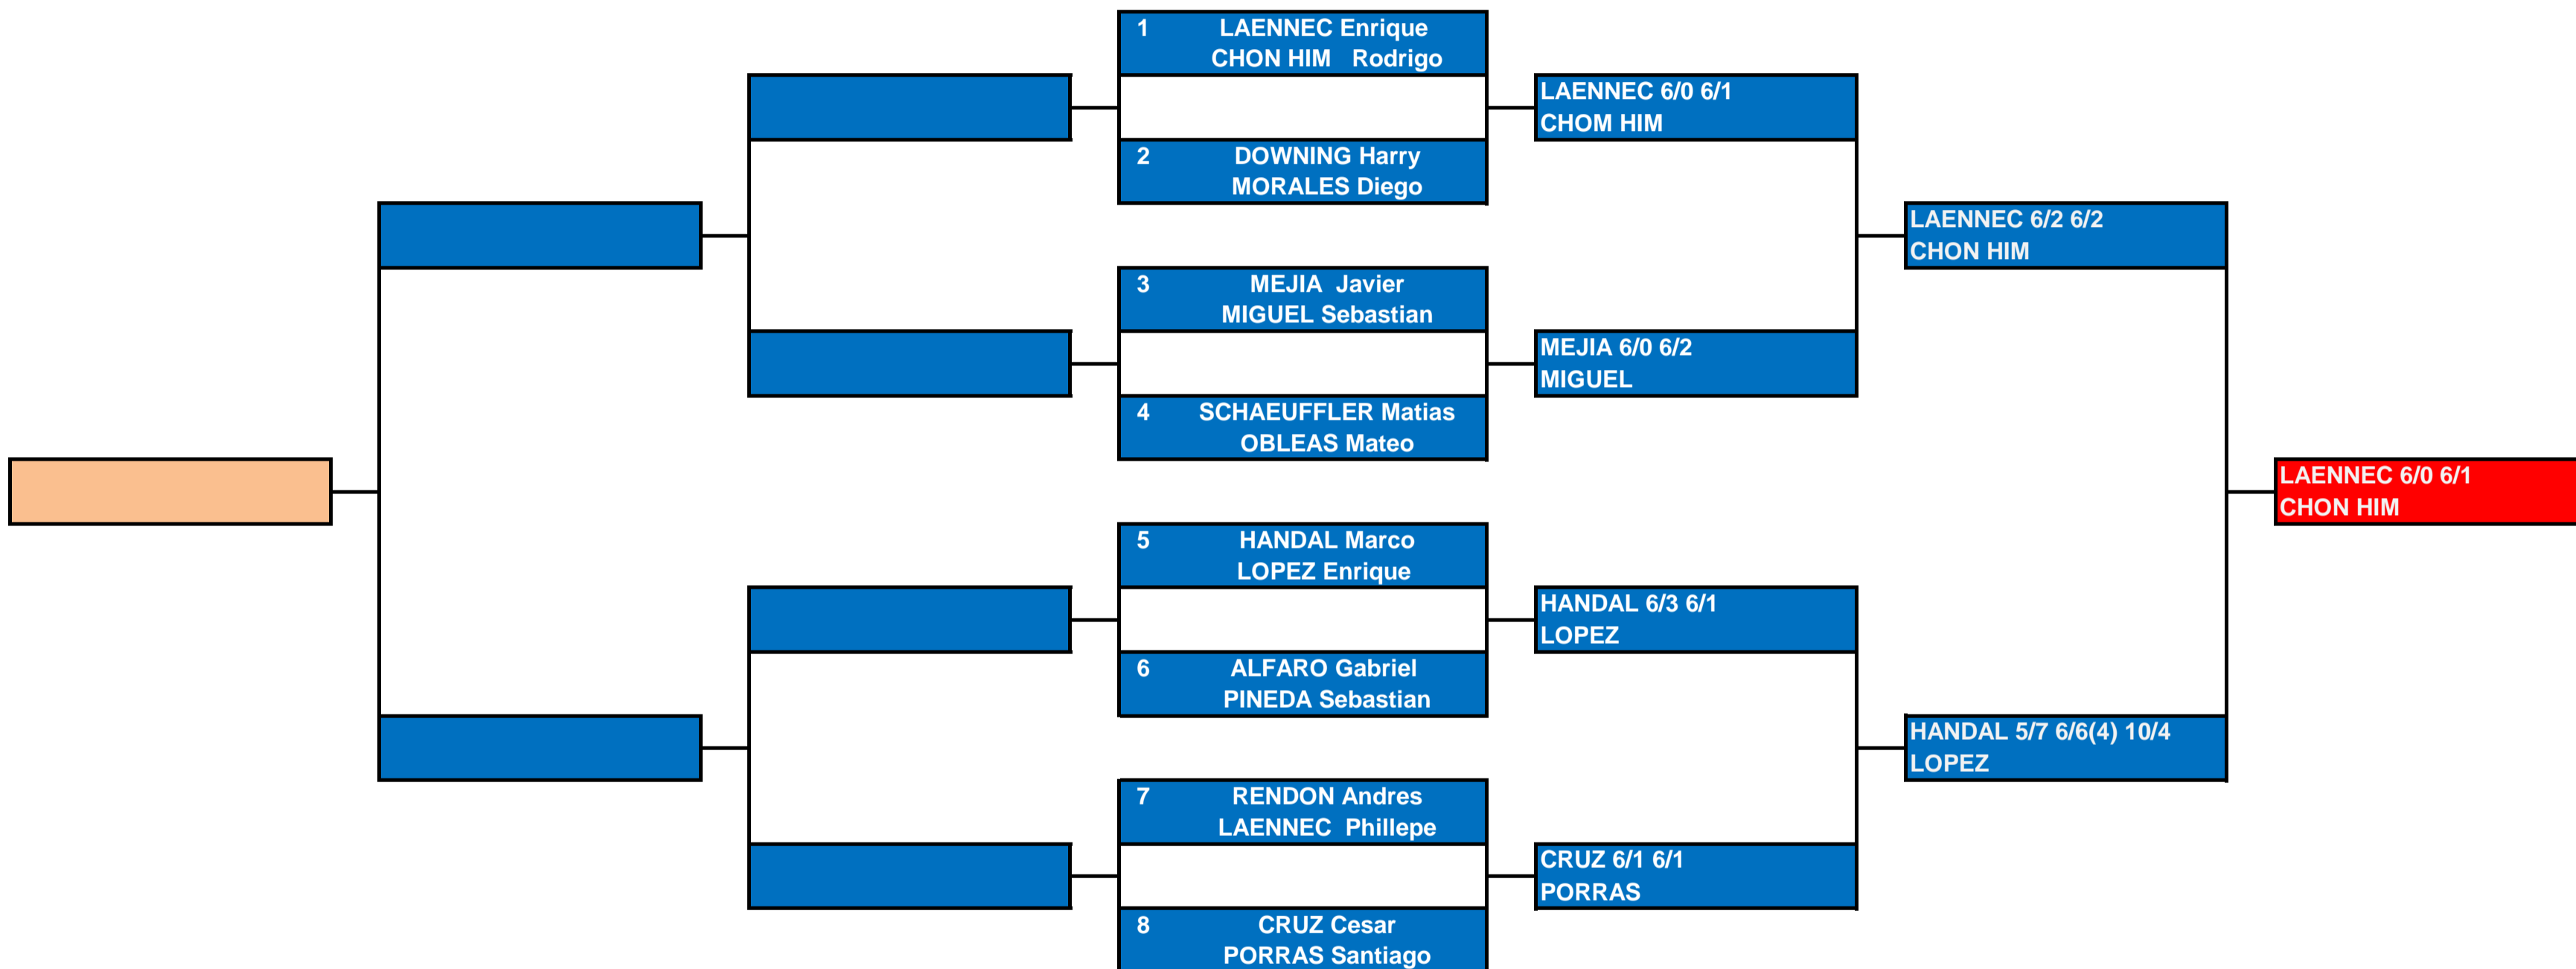 1 LAENNEC Enrique
CHON HIM Rodrigo
2 DOWNING Harry
MORALES Diego
3 MEJIA Javier
MIGUEL Sebastian
4 SCHAEUFFLER Matias
OBLEAS Mateo
5 HANDAL Marco
LOPEZ Enrique
6 ALFARO Gabriel
PINEDA Sebastian
7 RENDON Andres
LAENNEC Phillepe
8 CRUZ Cesar
PORRAS Santiago
LAENNEC 6/0 6/1
CHOM HIM
MEJIA 6/0 6/2
MIGUEL
HANDAL 6/3 6/1
LOPEZ
CRUZ 6/1 6/1
PORRAS
LAENNEC 6/2 6/2
CHON HIM
HANDAL 5/7 6/6(4) 10/4
LOPEZ
LAENNEC 6/0 6/1
CHON HIM